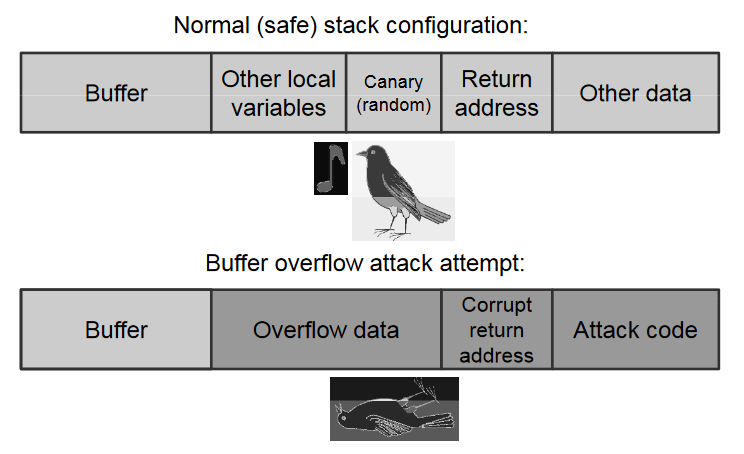 Normal (safe) stack configuration:
Buffer
Other local
variables
Canary
(random)
Return
address
Other data
Buffer overflow attack attempt:
Buffer
Overflow data
Corrupt
return
address
Attack code